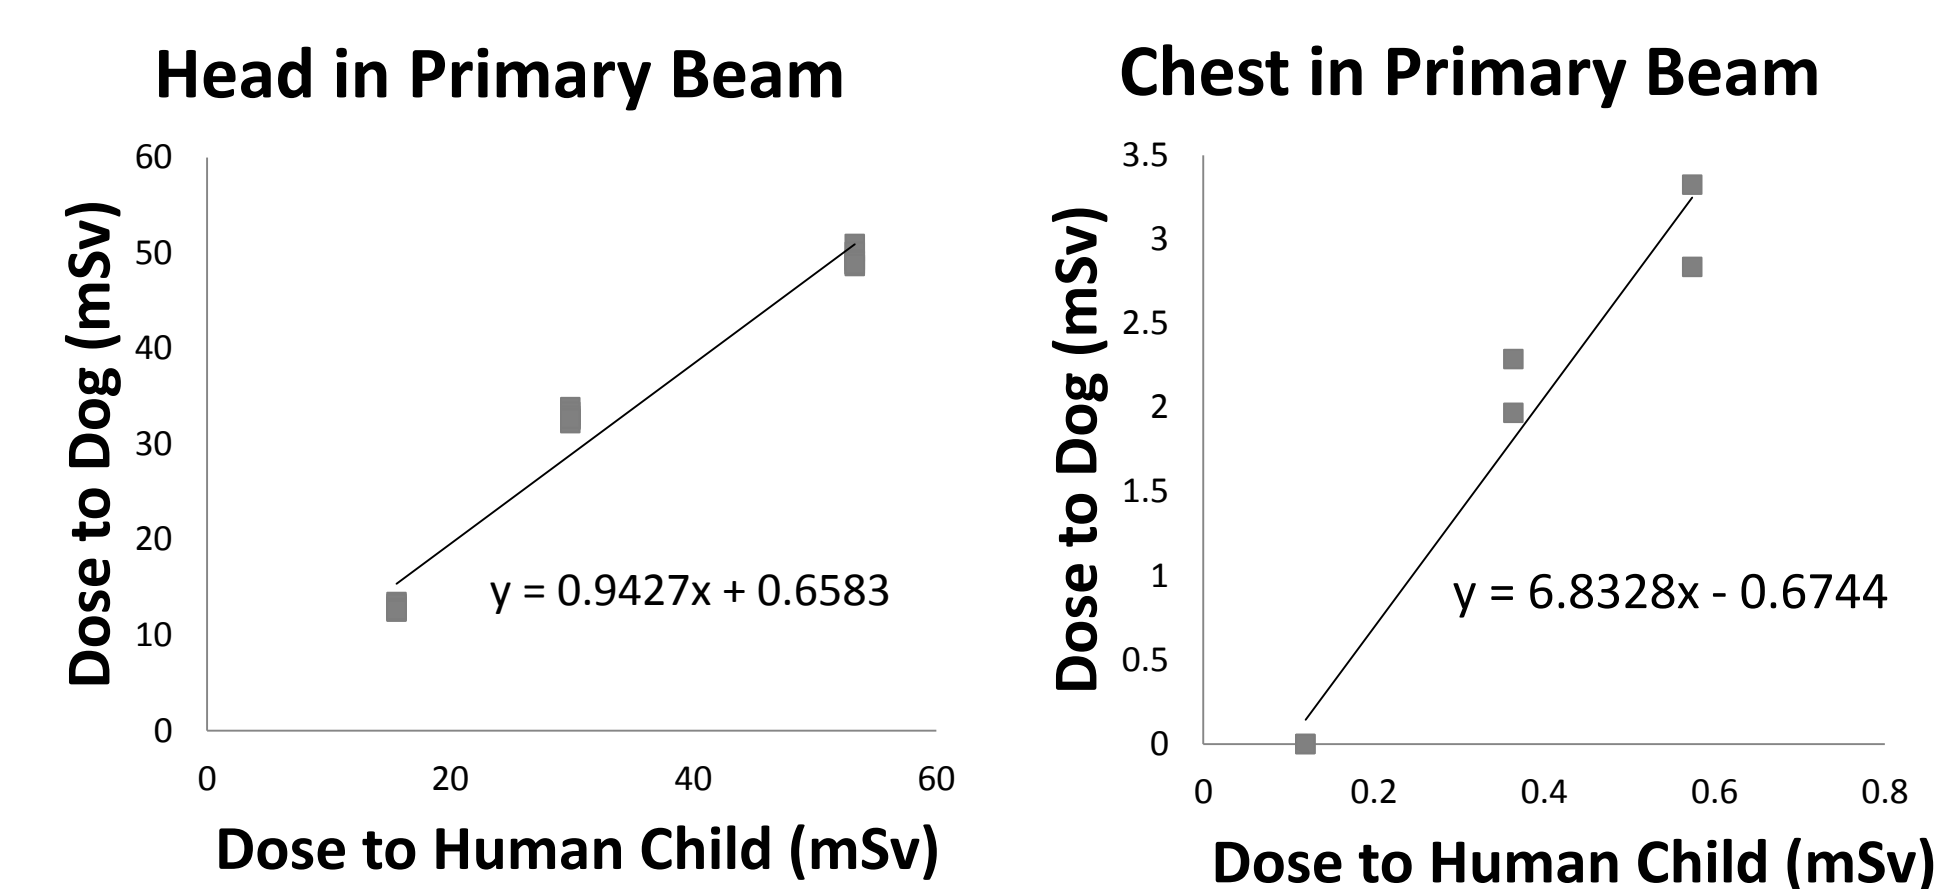 Head in Primary Beam
Dose to Dog (mSv)
60
50
40
30
20
10
0
y = 0.9427x + 0.6583
0 20 40 60
Dose to Human Child (mSv)
Chest in Primary Beam
Dose to Dog (mSv)
3.5
3
2.5
2
1.5
1
0.5
0
y = 6.8328x - 0.6744
0 0.2 0.4 0.6 0.8
Dose to Human Child (mSv)